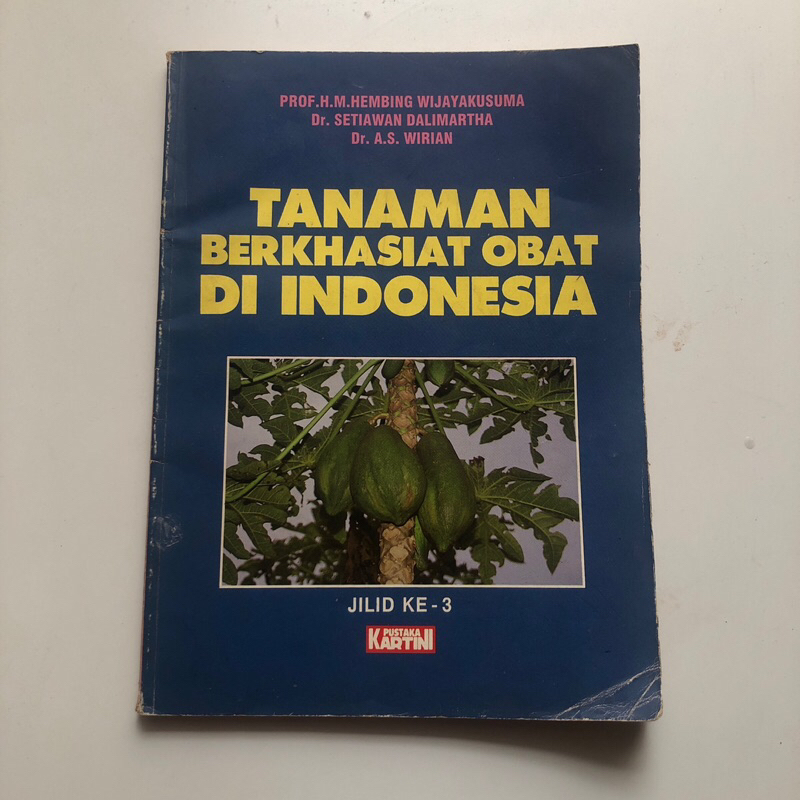 PROF.H.M.HEMBING WIJAYAKUSUMA
Dr. SETIAWAN DALIMARTHA
Dr. A.S. WIRIAN
TANAMAN
BERKHASIAT OBAT
DI INDONESIA
JILID KE-3
PUSTAKA
KARTINI